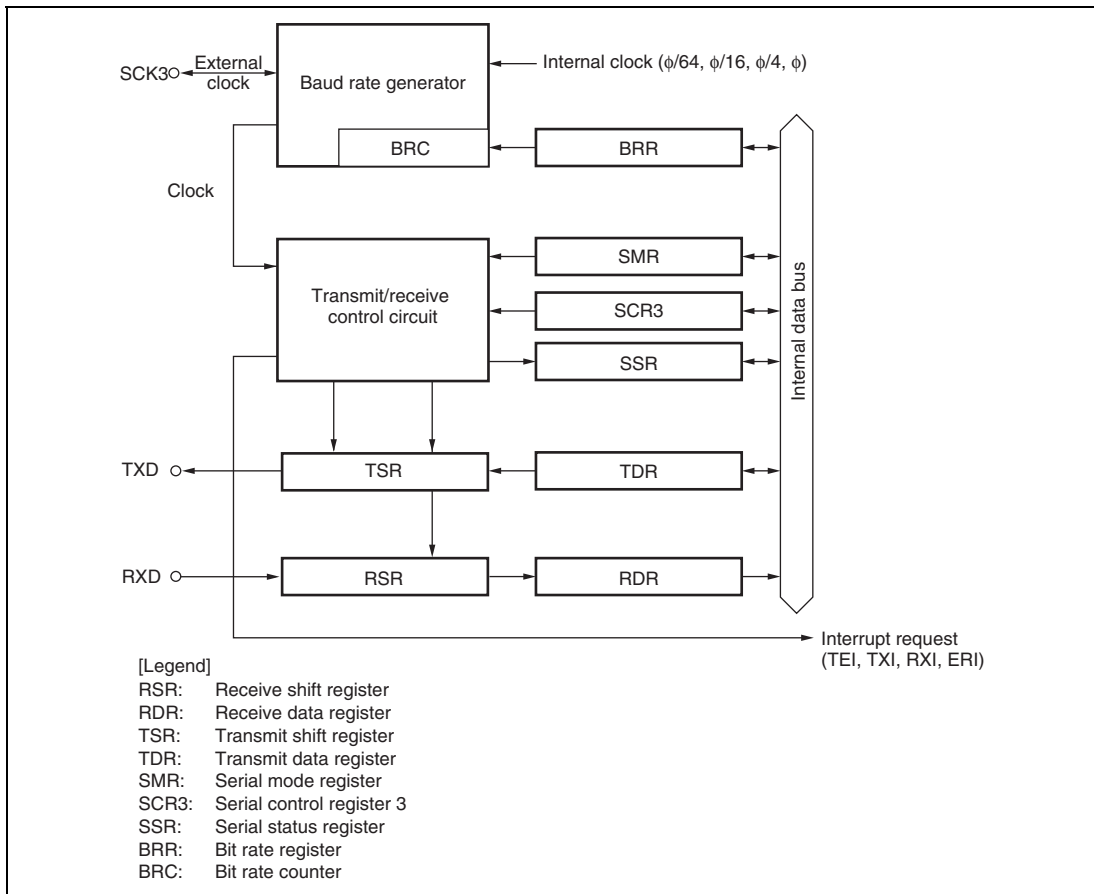 SCK3
External
clock
Baud rate generator
Internal clock (ϕ/64, ϕ/16, ϕ/4, ϕ)
BRC
BRR
Clock
Transmit/receive
control circuit
SMR
SCR3
SSR
Internal data bus
TXD
TSR
TDR
RXD
RSR
RDR
Interrupt request
(TEI, TXI, RXI, ERI)
[Legend]
RSR: Receive shift register
RDR: Receive data register
TSR: Transmit shift register
TDR: Transmit data register
SMR: Serial mode register
SCR3: Serial control register 3
SSR: Serial status register
BRR: Bit rate register
BRC: Bit rate counter